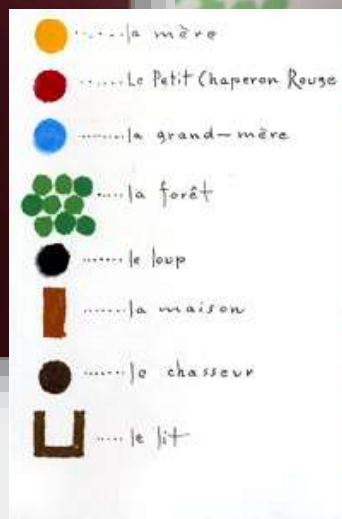 la mère
Le Petit Chaperon Rouge
la grand-mère
la forêt
le loup
la maison
le chasseur
le lit